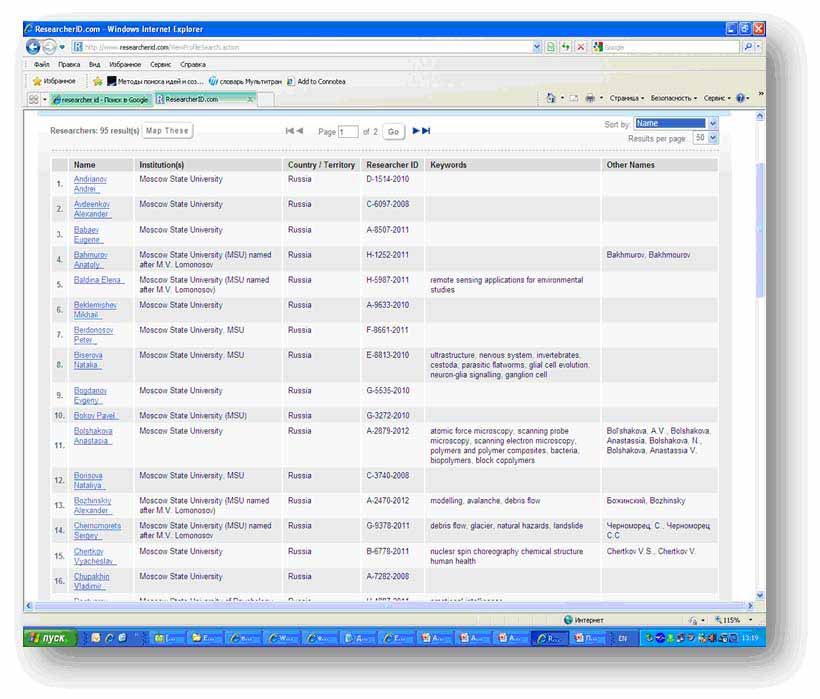 ResearcherID.com - Windows Internet Explorer
http://www.researcherid.com/ViewProfileSearch.action
Google
Файл Правка Вид Избранное Сервис Справка
Избранное Методы поиска идей и соз... словарь Мультитран Add to Connotea
researcher id - Поиск в Google ResearcherID.com Страница Безопасность Сервис
Researchers: 95 result(s) Map These Page 1 of 2 Go Sort by: Name
Results per page: 50
Name Institution(s) Country / Territory Researcher ID Keywords Other Names
1. Andrianov Andrei Moscow State University Russia D-1514-2010
2. Avdeenkov Alexander Moscow State University Russia C-6097-2008
3. Babaev Eugene Moscow State University Russia A-8507-2011
4. Bahmurov Anatoly Moscow State University (MSU) named after M.V. Lomonosov Russia H-1252-2011 Bakhmurov, Bakhmourov
5. Baldina Elena Moscow State University (MSU named after M.V. Lomonosov) Russia H-5987-2011 remote sensing applications for environmental studies
6. Beklemishev Mikhail Moscow State University Russia A-9633-2010
7. Berdonosov Peter Moscow State University, MSU Russia F-8661-2011
8. Biserova Natalia Moscow State University, MSU Russia E-8813-2010 ultrastructure, nervous system, invertebrates, cestoda, parasitic flatworms, glial cell evolution, neuron-glia signalling, ganglion cell
9. Bogdanov Evgeny Moscow State University Russia G-5535-2010
10. Bokov Pavel Moscow State University (MSU) Russia G-3272-2010
11. Bolshakova Anastasia Moscow State University Russia A-2879-2012 atomic force microscopy, scanning probe microscopy, scanning electron microscopy, polymers and polymer composites, bacteria, biopolymers, block copolymers Bol'shakova, A.V., Bolshakova, Anastassia, Bolshakova, N., Bolshakova, Anastassia V.
12. Borisova Nataliya Moscow State University, MSU Russia C-3740-2008
13. Bozhinskiy Alexander Moscow State University (MSU named after M.V. Lomonosov) Russia A-2470-2012 modelling, avalanche, debris flow Божинский, Bozhinsky
14. Chernomorets Sergey Moscow State University (MSU) named after M.V. Lomonosov Russia G-9378-2011 debris flow, glacier, natural hazards, landslide Черноморец, С., Черноморец С.С
15. Chertkov Vyacheslav Moscow State University Russia B-6778-2011 nuclesr spin choreography chemical structure human health Chertkov V.S., Chertkov V.
16. Chupakhin Vladimir Moscow State University Russia A-7282-2008
Интернет 115%
пуск EN 13:19